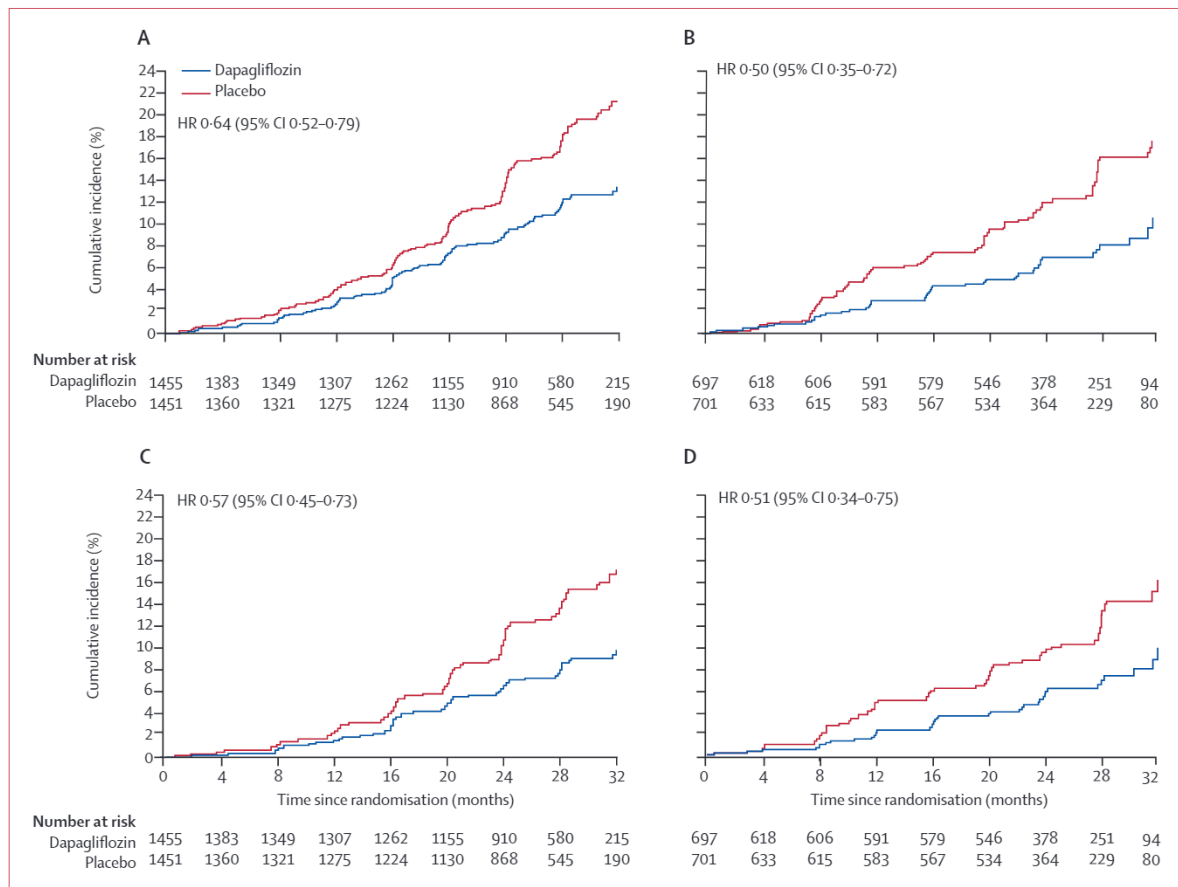 A
B
Dapagliflozin
Placebo
HR 0·64 (95% CI 0·52–0·79)
HR 0·50 (95% CI 0·35–0·72)
Cumulative incidence (%)
24
22
20
18
16
14
12
10
8
6
4
2
0
Number at risk
Dapagliflozin 1455 1383 1349 1307 1262 1155 910 580 215 697 618 606 591 579 546 378 251 94
Placebo 1451 1360 1321 1275 1224 1130 868 545 190 701 633 615 583 567 534 364 229 80
C
D
HR 0·57 (95% CI 0·45–0·73)
HR 0·51 (95% CI 0·34–0·75)
Cumulative incidence (%)
24
22
20
18
16
14
12
10
8
6
4
2
0
0 4 8 12 16 20 24 28 32
0 4 8 12 16 20 24 28 32
Time since randomisation (months)
Time since randomisation (months)
Number at risk
Dapagliflozin 1455 1383 1349 1307 1262 1155 910 580 215 697 618 606 591 579 546 378 251 94
Placebo 1451 1360 1321 1275 1224 1130 868 545 190 701 633 615 583 567 534 364 229 80